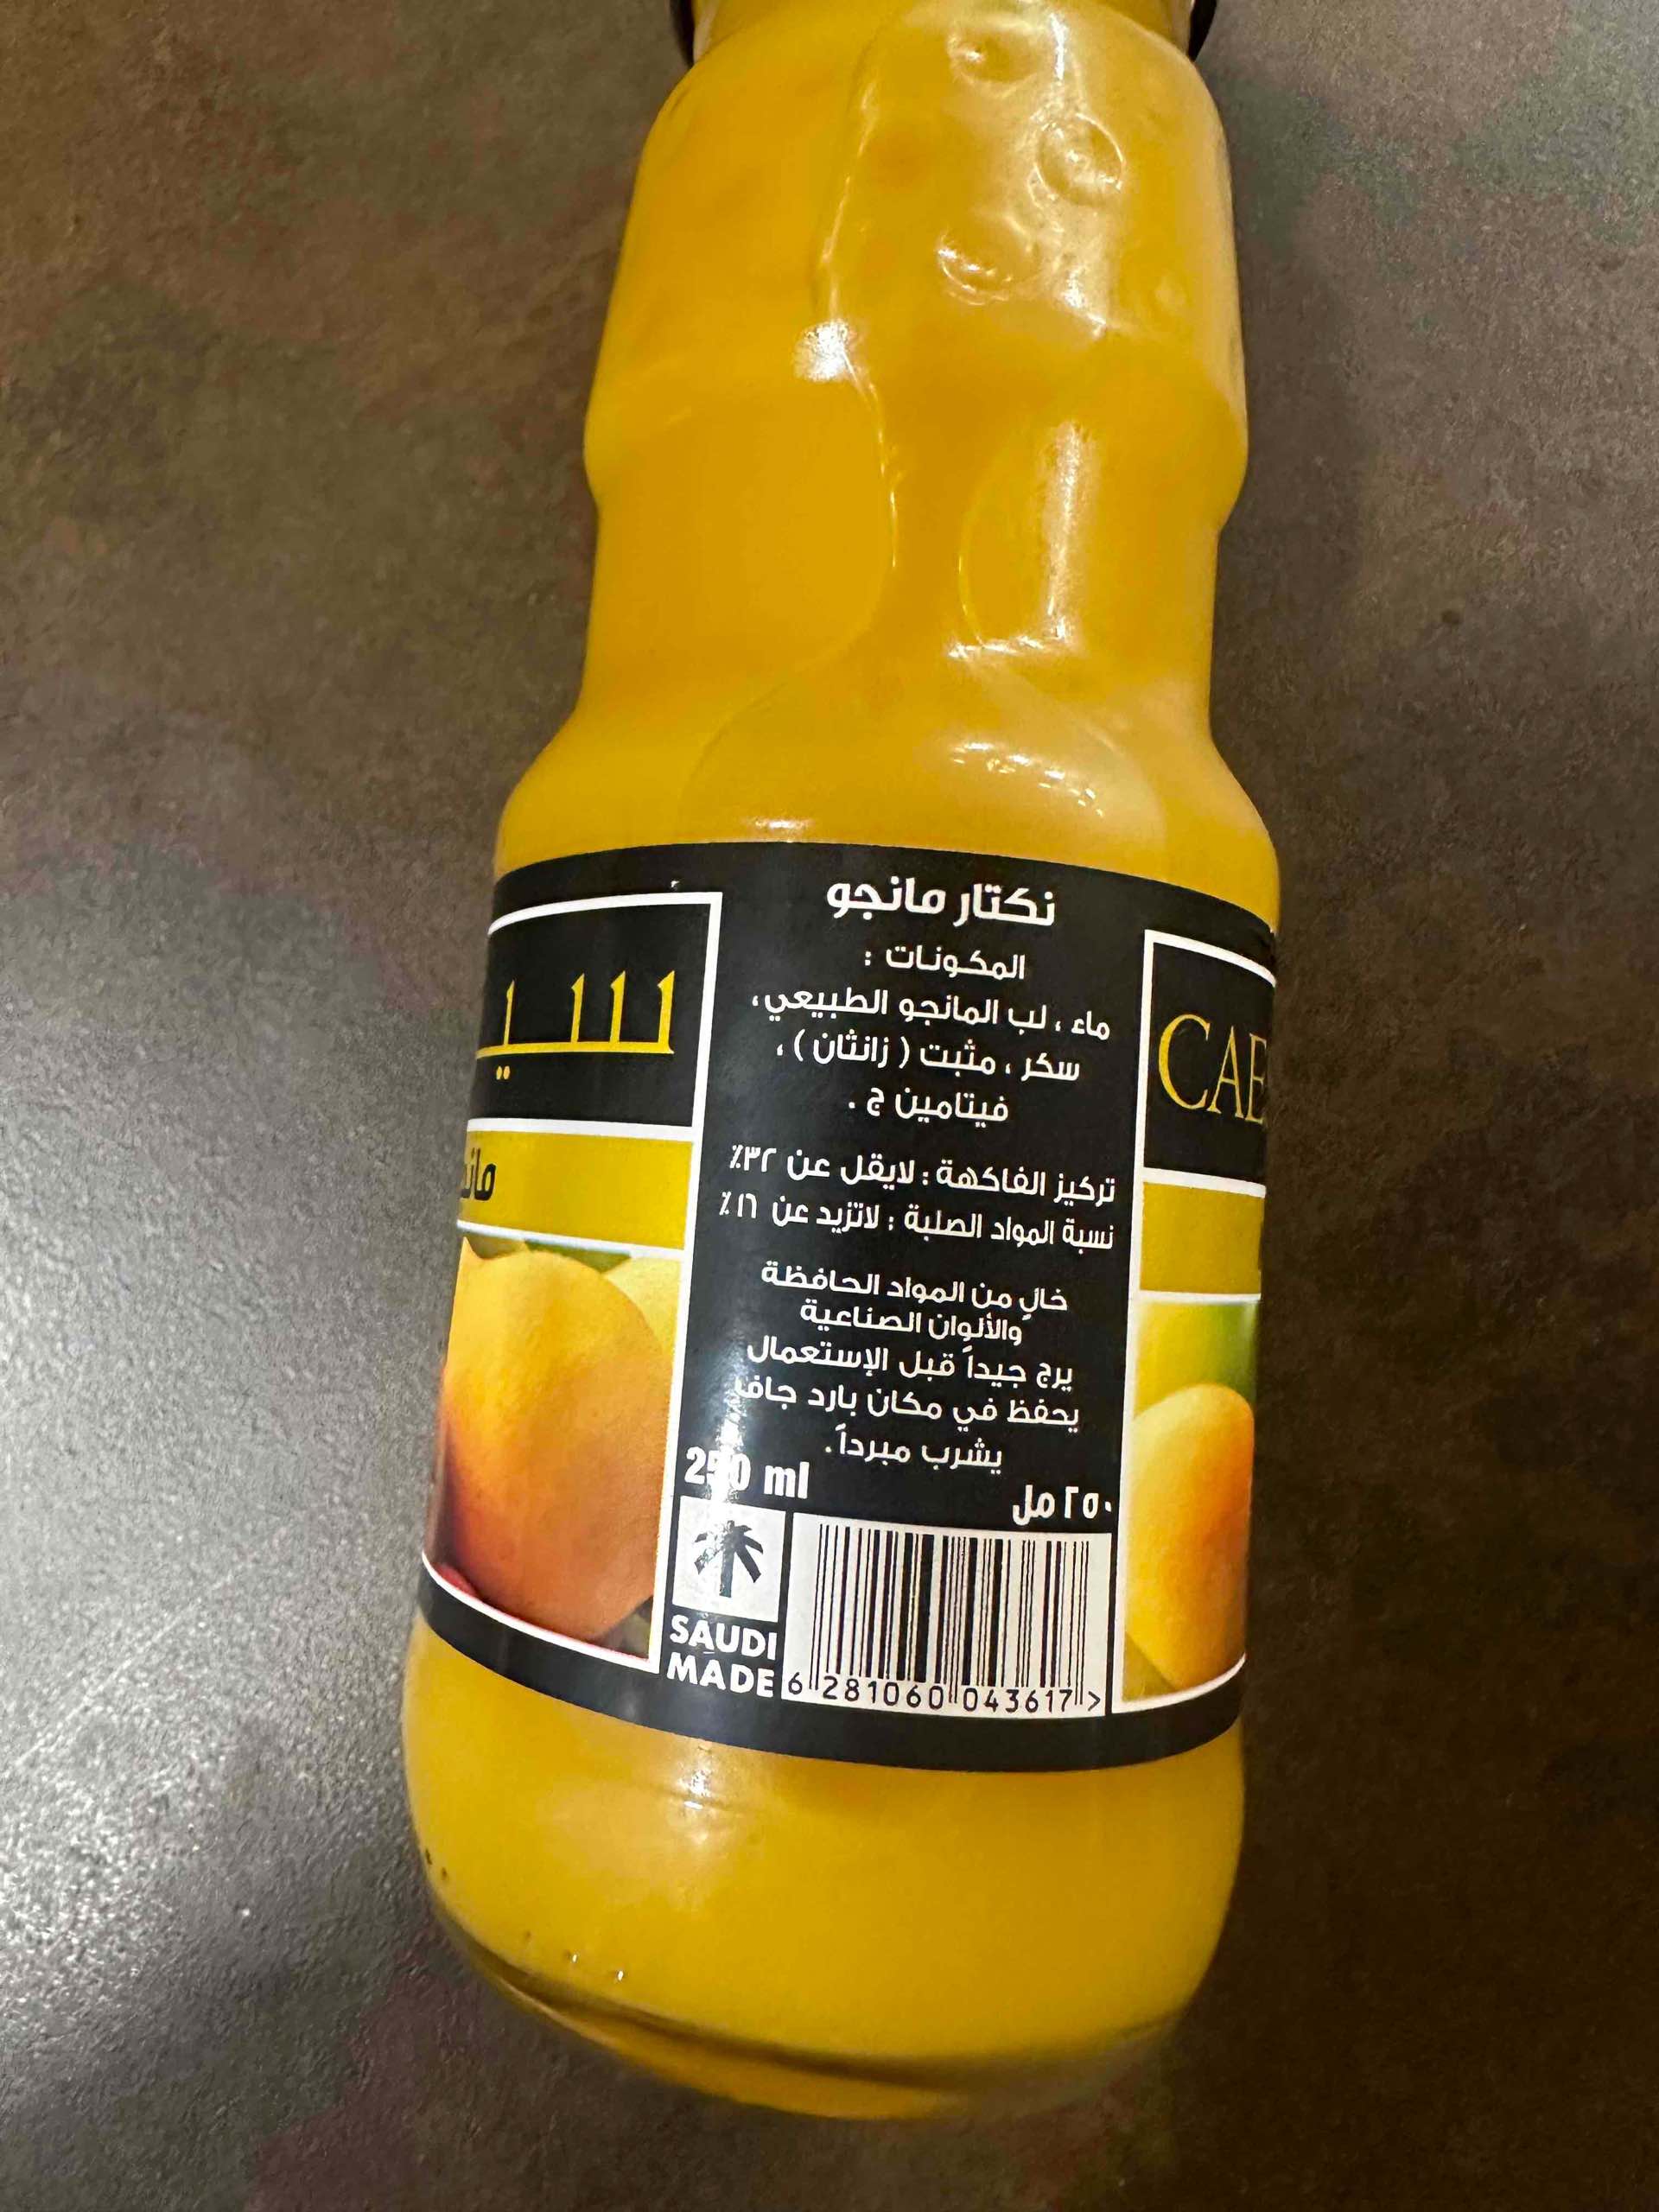 نكتار مانجو
المكونات :
ماء ، لب المانجو الطبيعي،
سكر ، مثبت ( زانثان ) ،
فيتامين ج .
تركيز الفاكهة : لايقل عن ٣٢٪
نسبة المواد الصلبة : لاتزيد عن ١٦٪
خالٍ من المواد الحافظة
والألوان الصناعية
يرج جيداً قبل الإستعمال
يحفظ في مكان بارد جاف
يشرب مبرداً .
250 ml
٢٥٠ مل
SAUDI
MADE
6 281060 043617 >